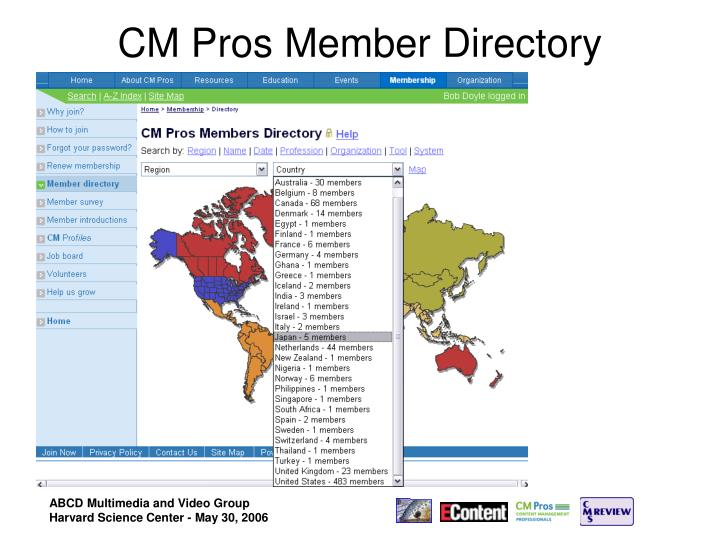 CM Pros Member Directory
Home About CM Pros Resources Education Events Membership Organization
Search | A-Z Index | Site Map Bob Doyle logged in
Why join?
How to join
Forgot your password?
Renew membership
Member directory
Member survey
Member introductions
CM Profiles
Job board
Volunteers
Help us grow
Home
Home > Membership > Directory
CM Pros Members Directory Help
Search by: Region | Name | Date | Profession | Organization | Tool | System
Region Country Map
Australia - 30 members
Belgium - 8 members
Canada - 68 members
Denmark - 14 members
Egypt - 1 members
Finland - 1 members
France - 6 members
Germany - 4 members
Ghana - 1 members
Greece - 1 members
Iceland - 2 members
India - 3 members
Ireland - 1 members
Israel - 3 members
Italy - 2 members
Japan - 5 members
Netherlands - 44 members
New Zealand - 1 members
Nigeria - 1 members
Norway - 6 members
Philippines - 1 members
Singapore - 1 members
South Africa - 1 members
Spain - 2 members
Sweden - 1 members
Switzerland - 4 members
Thailand - 1 members
Turkey - 1 members
United Kingdom - 23 members
United States - 483 members
Join Now | Privacy Policy | Contact Us | Site Map | Po
ABCD Multimedia and Video Group
Harvard Science Center - May 30, 2006
EContent
CM Pros
CONTENT MANAGEMENT
PROFESSIONALS
CMS REVIEW